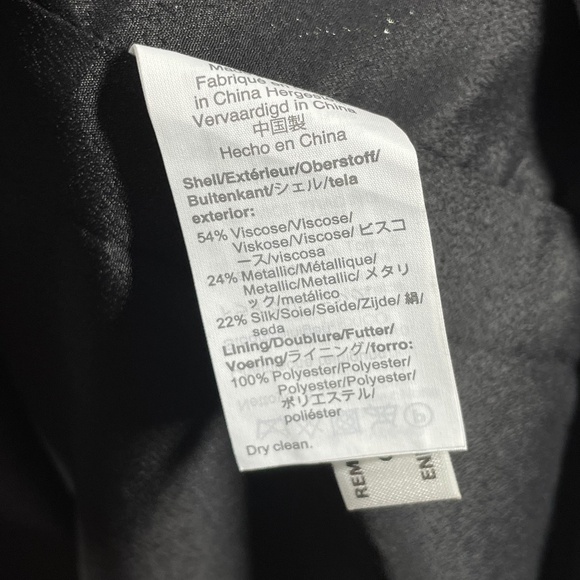 Fabrique
in China Herges
Vervaardigd in China
中国製
Hecho en China
Shell/Extérieur/Oberstoff/
Buitenkant/シェル/tela
exterior:
54% Viscose/Viscose/
Viskose/Viscose/ ビスコ
ース/viscosa
24% Metallic/Métallique/
Metallic/Metallic/ メタリ
ック/metálico
22% Silk/Soie/Seide/Zijde/ 絹/
seda
Lining/Doublure/Futter/
Voering/ライニング/forro:
100% Polyester/Polyester/
Polyester/Polyester/
ポリエステル/
poliéster
Dry clean.
REM
EN